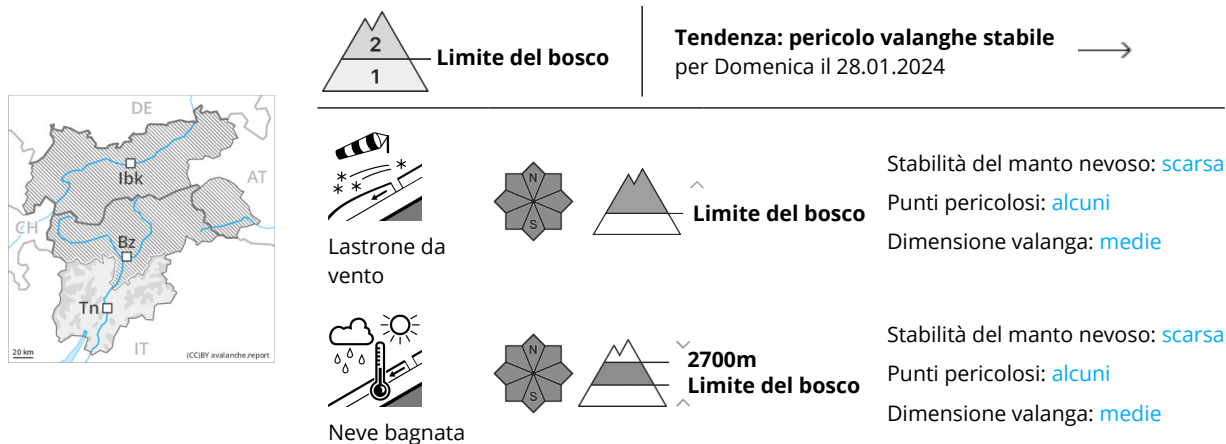 2
1
Limite del bosco
Tendenza: pericolo valanghe stabile
per Domenica il 28.01.2024
DE
AT
CH
IT
Ibk
Bz
Tn
20 km
(CC)BY avalanche.report
N
S
Limite del bosco
Lastrone da
vento
Stabilità del manto nevoso: scarsa
Punti pericolosi: alcuni
Dimensione valanga: medie
N
S
2700m
Limite del bosco
Neve bagnata
Stabilità del manto nevoso: scarsa
Punti pericolosi: alcuni
Dimensione valanga: medie